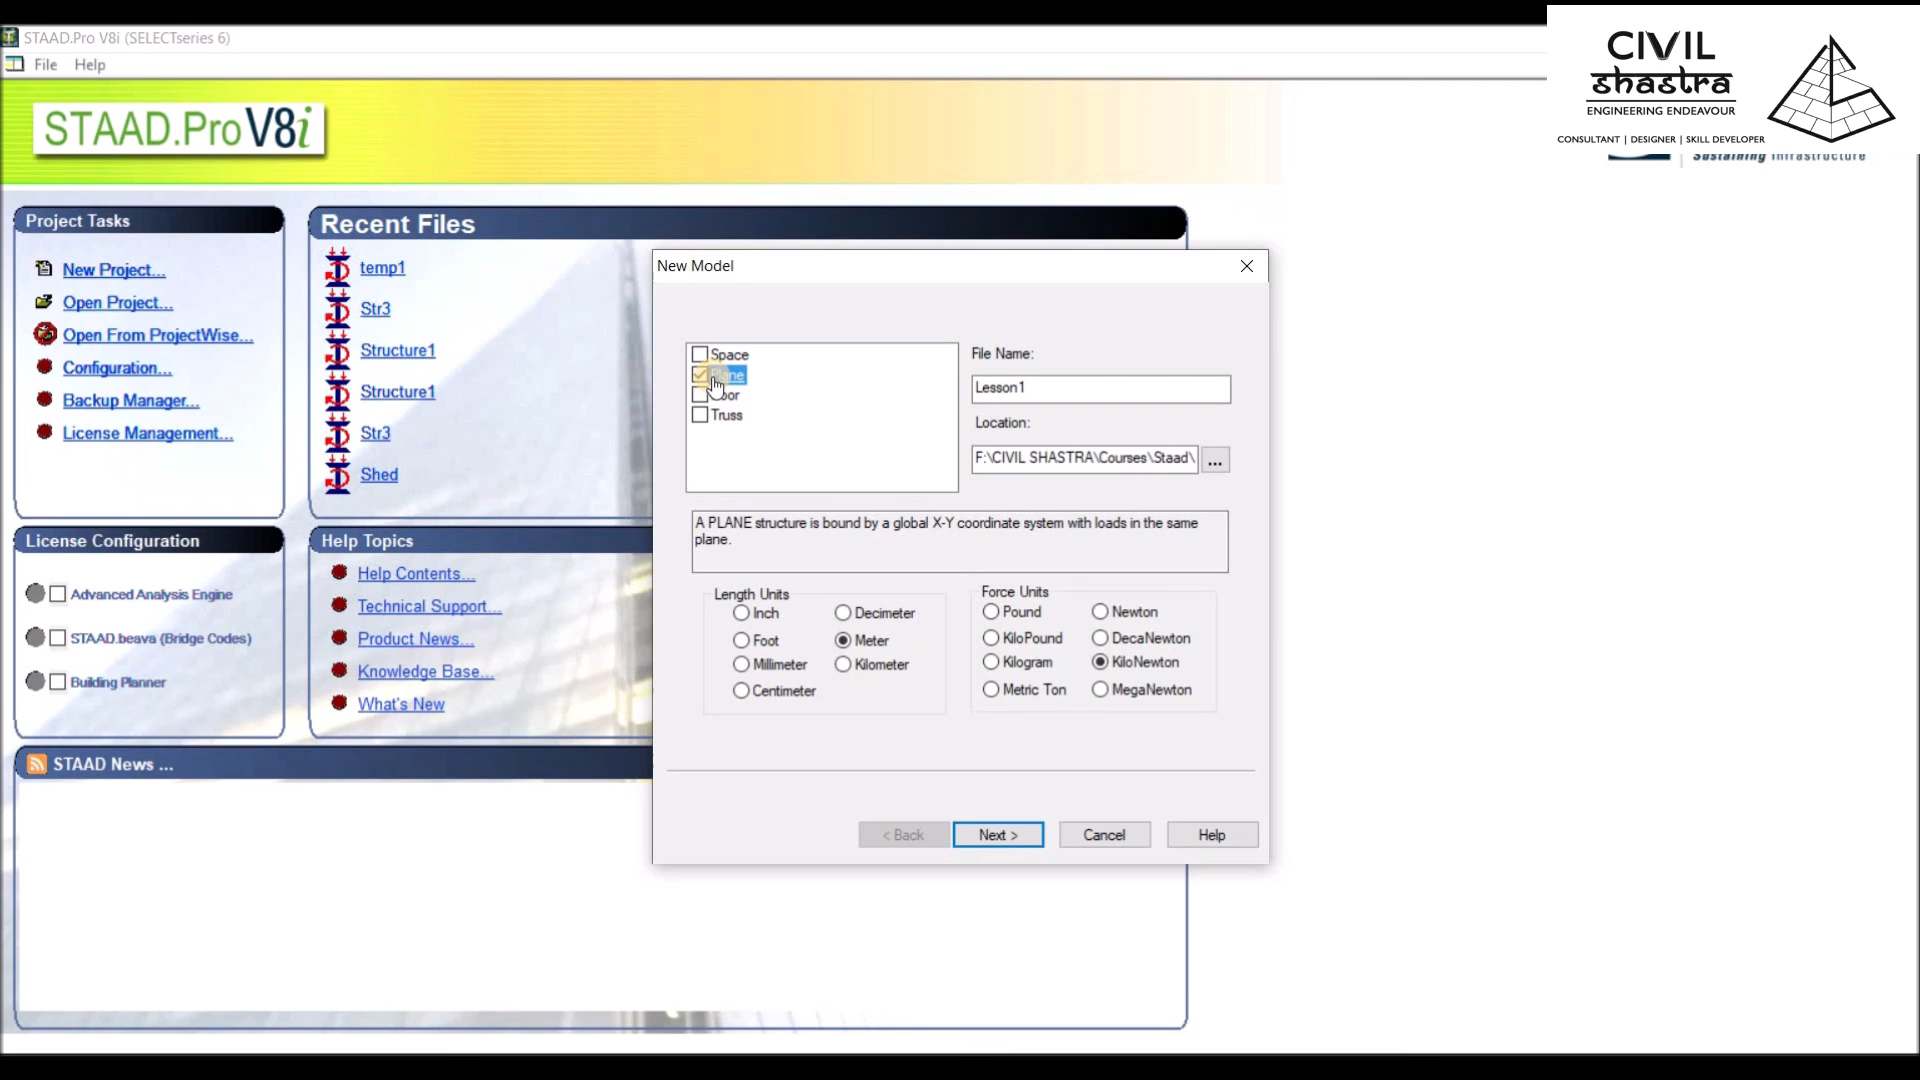 STAAD.Pro V8i (SELECTseries 6)
File Help
STAAD.Pro V8i
CIVIL
shastra
ENGINEERING ENDEAVOUR
CONSULTANT | DESIGNER | SKILL DEVELOPER
Sustaining Infrastructure
Project Tasks
New Project...
Open Project...
Open From ProjectWise...
Configuration...
Backup Manager...
License Management...
Recent Files
temp1
Str3
Structure1
Structure1
Str3
Shed
License Configuration
Advanced Analysis Engine
STAAD.beava (Bridge Codes)
Building Planner
Help Topics
Help Contents...
Technical Support...
Product News...
Knowledge Base...
What's New
STAAD News ...
New Model
Space
Plane
Truss
File Name:
Lesson1
Location:
F:\CIVIL SHASTRA\Courses\Staad\
...
A PLANE structure is bound by a global X-Y coordinate system with loads in the same
plane.
Length Units
Inch Decimeter
Foot Meter
Millimeter Kilometer
Centimeter
Force Units
Pound Newton
KiloPound DecaNewton
Kilogram KiloNewton
Metric Ton MegaNewton
< Back Next > Cancel Help